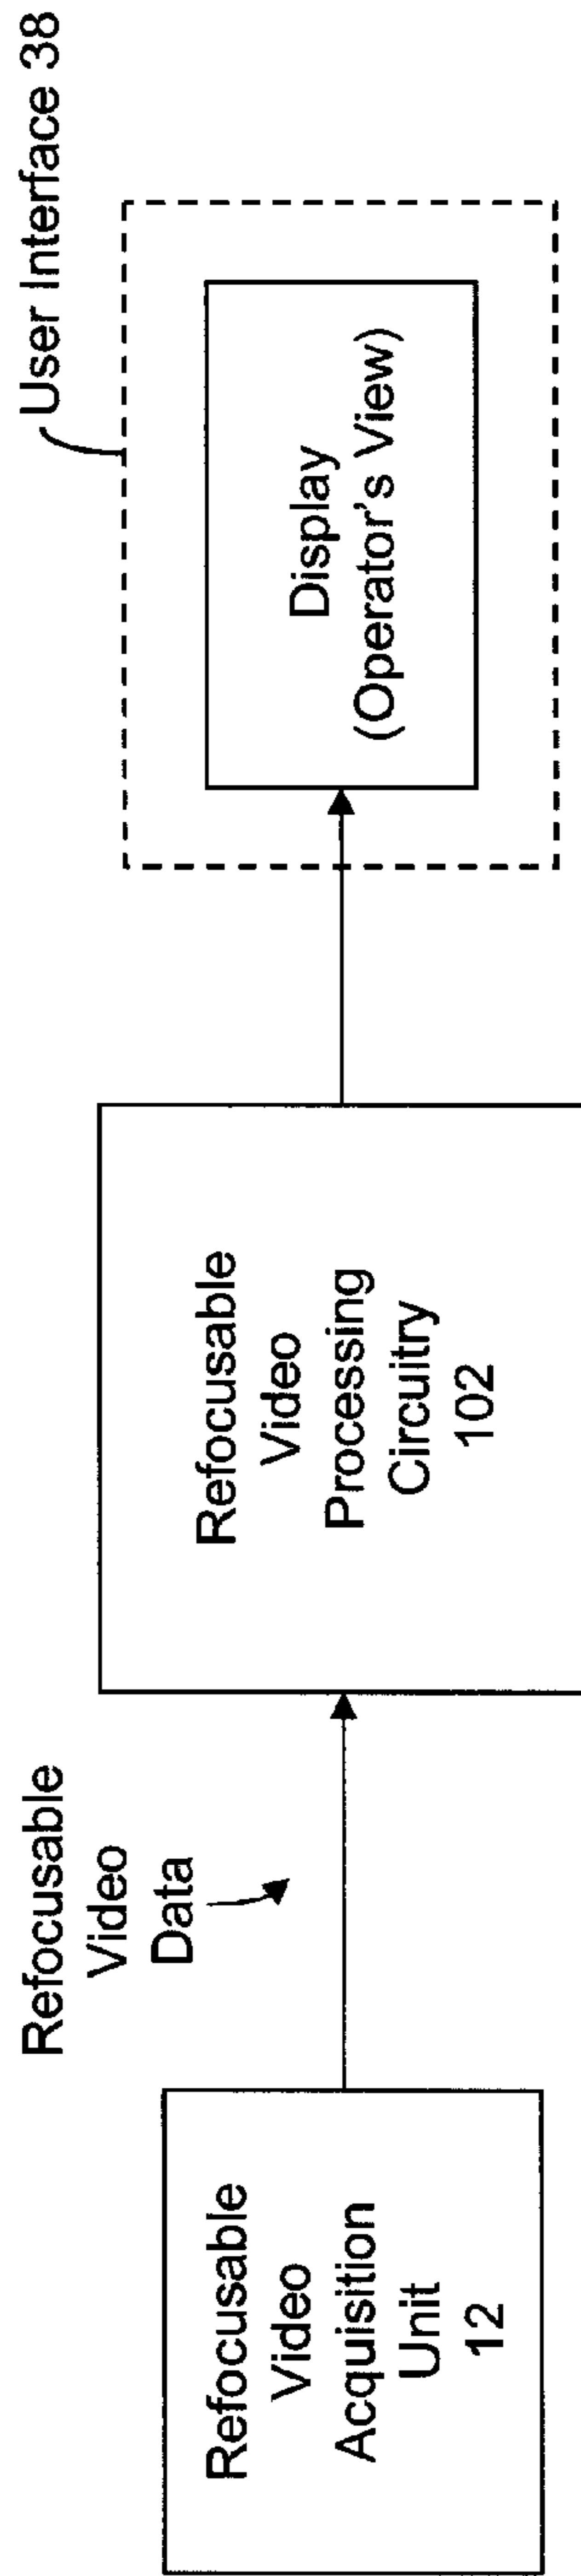 Refocusable
Video
Acquisition
Unit
12
Refocusable
Video
Data
Refocusable
Video
Processing
Circuitry
102
User Interface 38
Display
(Operator's View)